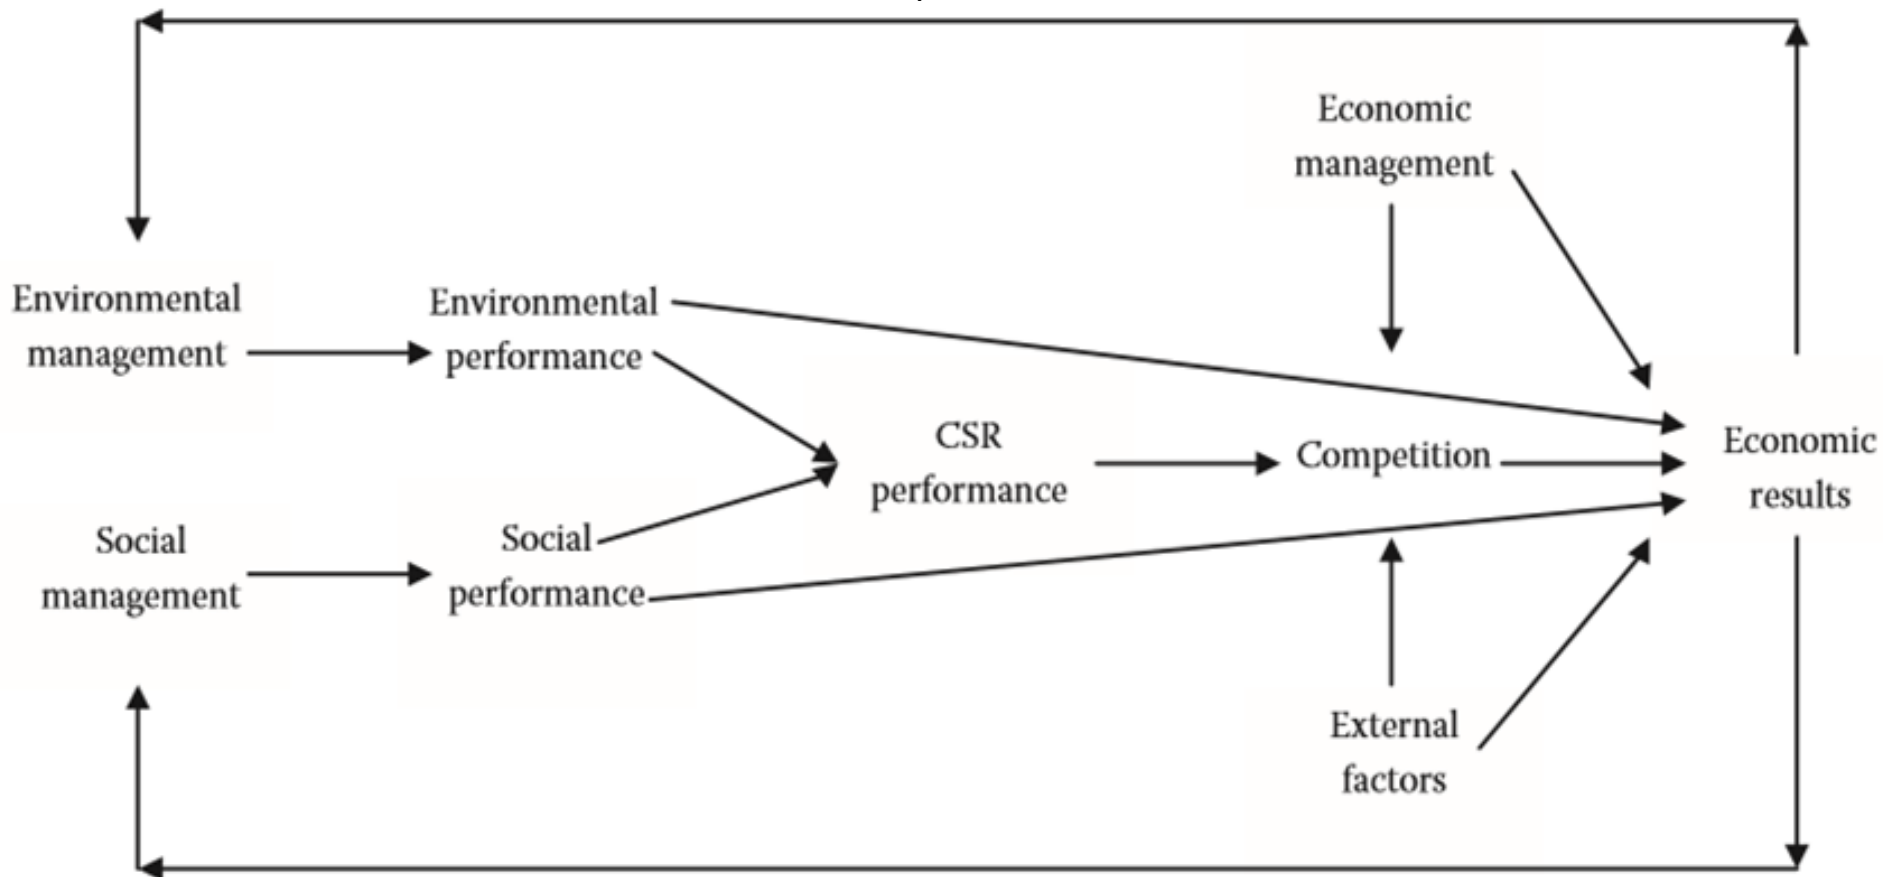 Economic
management
Environmental
management
Environmental
performance
CSR
performance
Competition
Economic
results
Social
management
Social
performance
External
factors